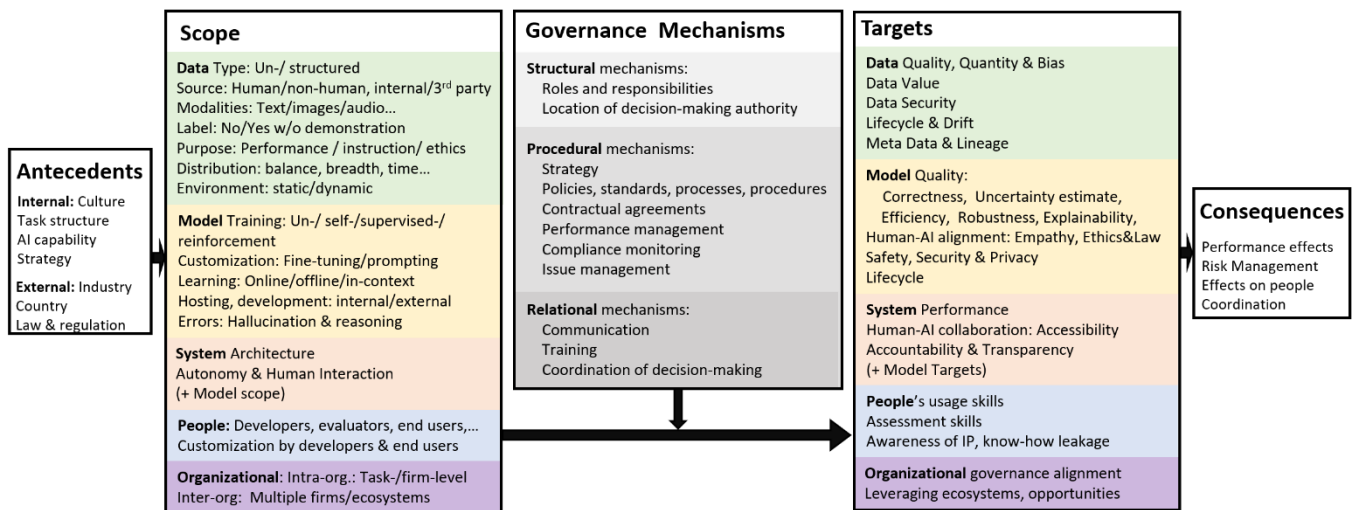 Antecedents
Internal: Culture
Task structure
AI capability
Strategy
External: Industry
Country
Law & regulation
Scope
Data Type: Un-/ structured
Source: Human/non-human, internal/3rd party
Modalities: Text/images/audio...
Label: No/Yes w/o demonstration
Purpose: Performance / instruction/ ethics
Distribution: balance, breadth, time...
Environment: static/dynamic
Model Training: Un-/ self-/supervised-/
reinforcement
Customization: Fine-tuning/prompting
Learning: Online/offline/in-context
Hosting, development: internal/external
Errors: Hallucination & reasoning
System Architecture
Autonomy & Human Interaction
(+ Model scope)
People: Developers, evaluators, end users,...
Customization by developers & end users
Organizational: Intra-org.: Task-/firm-level
Inter-org: Multiple firms/ecosystems
Governance Mechanisms
Structural mechanisms:
Roles and responsibilities
Location of decision-making authority
Procedural mechanisms:
Strategy
Policies, standards, processes, procedures
Contractual agreements
Performance management
Compliance monitoring
Issue management
Relational mechanisms:
Communication
Training
Coordination of decision-making
Targets
Data Quality, Quantity & Bias
Data Value
Data Security
Lifecycle & Drift
Meta Data & Lineage
Model Quality:
Correctness, Uncertainty estimate,
Efficiency, Robustness, Explainability,
Human-AI alignment: Empathy, Ethics&Law
Safety, Security & Privacy
Lifecycle
System Performance
Human-AI collaboration: Accessibility
Accountability & Transparency
(+ Model Targets)
People's usage skills
Assessment skills
Awareness of IP, know-how leakage
Organizational governance alignment
Leveraging ecosystems, opportunities
Consequences
Performance effects
Risk Management
Effects on people
Coordination